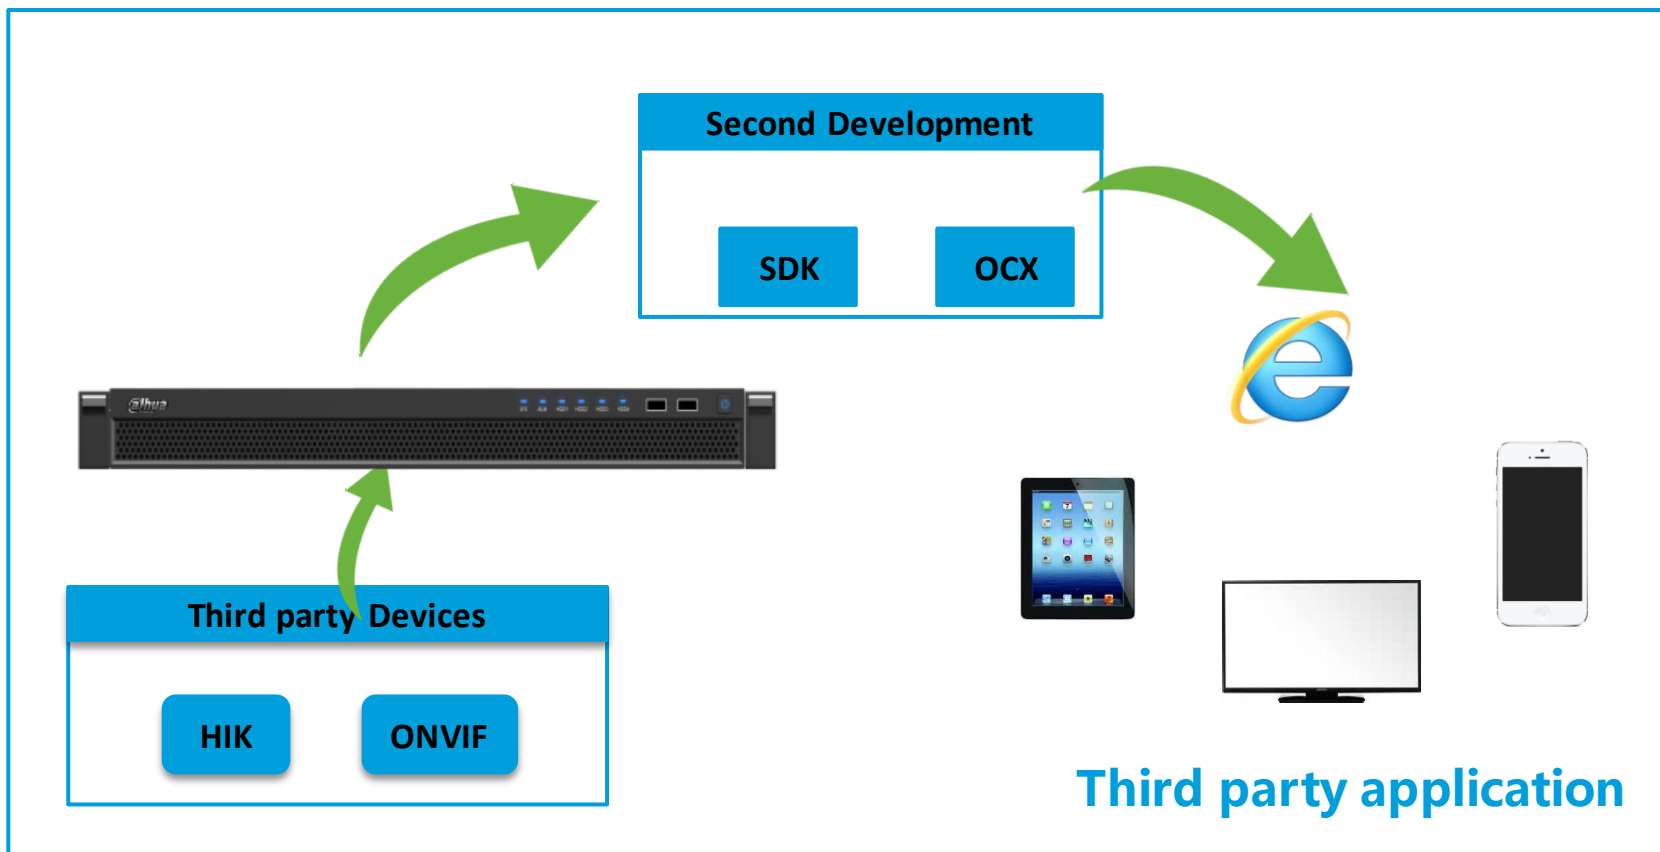 Second Development
SDK
OCX
alhua
Third party Devices
HIK
ONVIF
Third party application